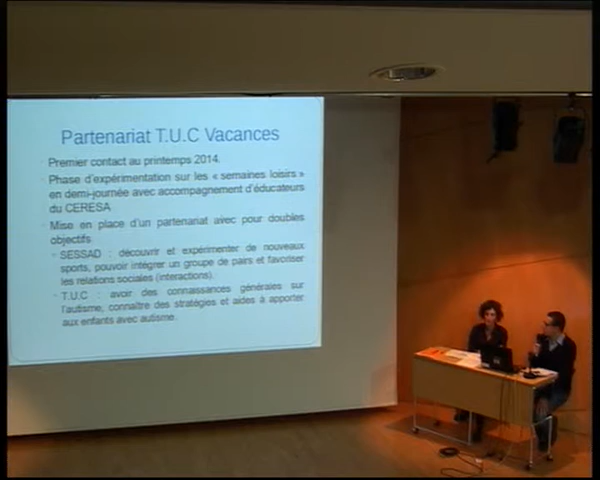 Partenariat T.U.C Vacances
Premier contact au printemps 2014.
Phase d'expérimentation sur les « semaines loisirs »
en demi-journée avec accompagnement d'éducateurs
du CERESA
Mise en place d'un partenariat avec pour doubles
objectifs
SESSAD : découvrir et expérimenter de nouveaux
sports, pouvoir intégrer un groupe de pairs et favoriser
les relations sociales (interactions).
T.U.C : avoir des connaissances générales sur
l'autisme, connaître des stratégies et aides à apporter
aux enfants avec autisme.